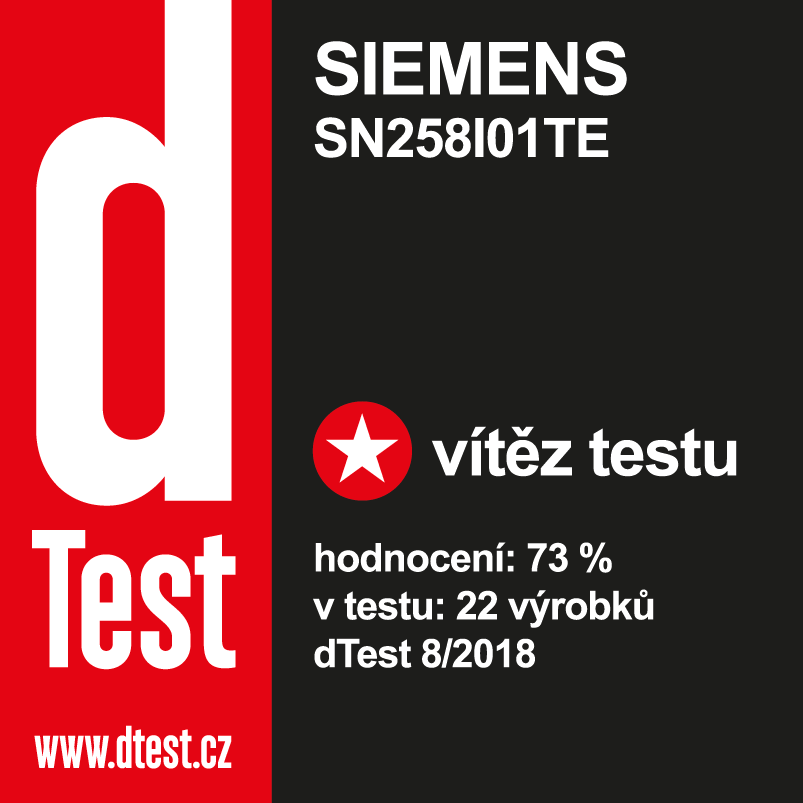 d
Test
www.dtest.cz
SIEMENS
SN258I01TE
vítěz testu
hodnocení: 73 %
v testu: 22 výrobků
dTest 8/2018